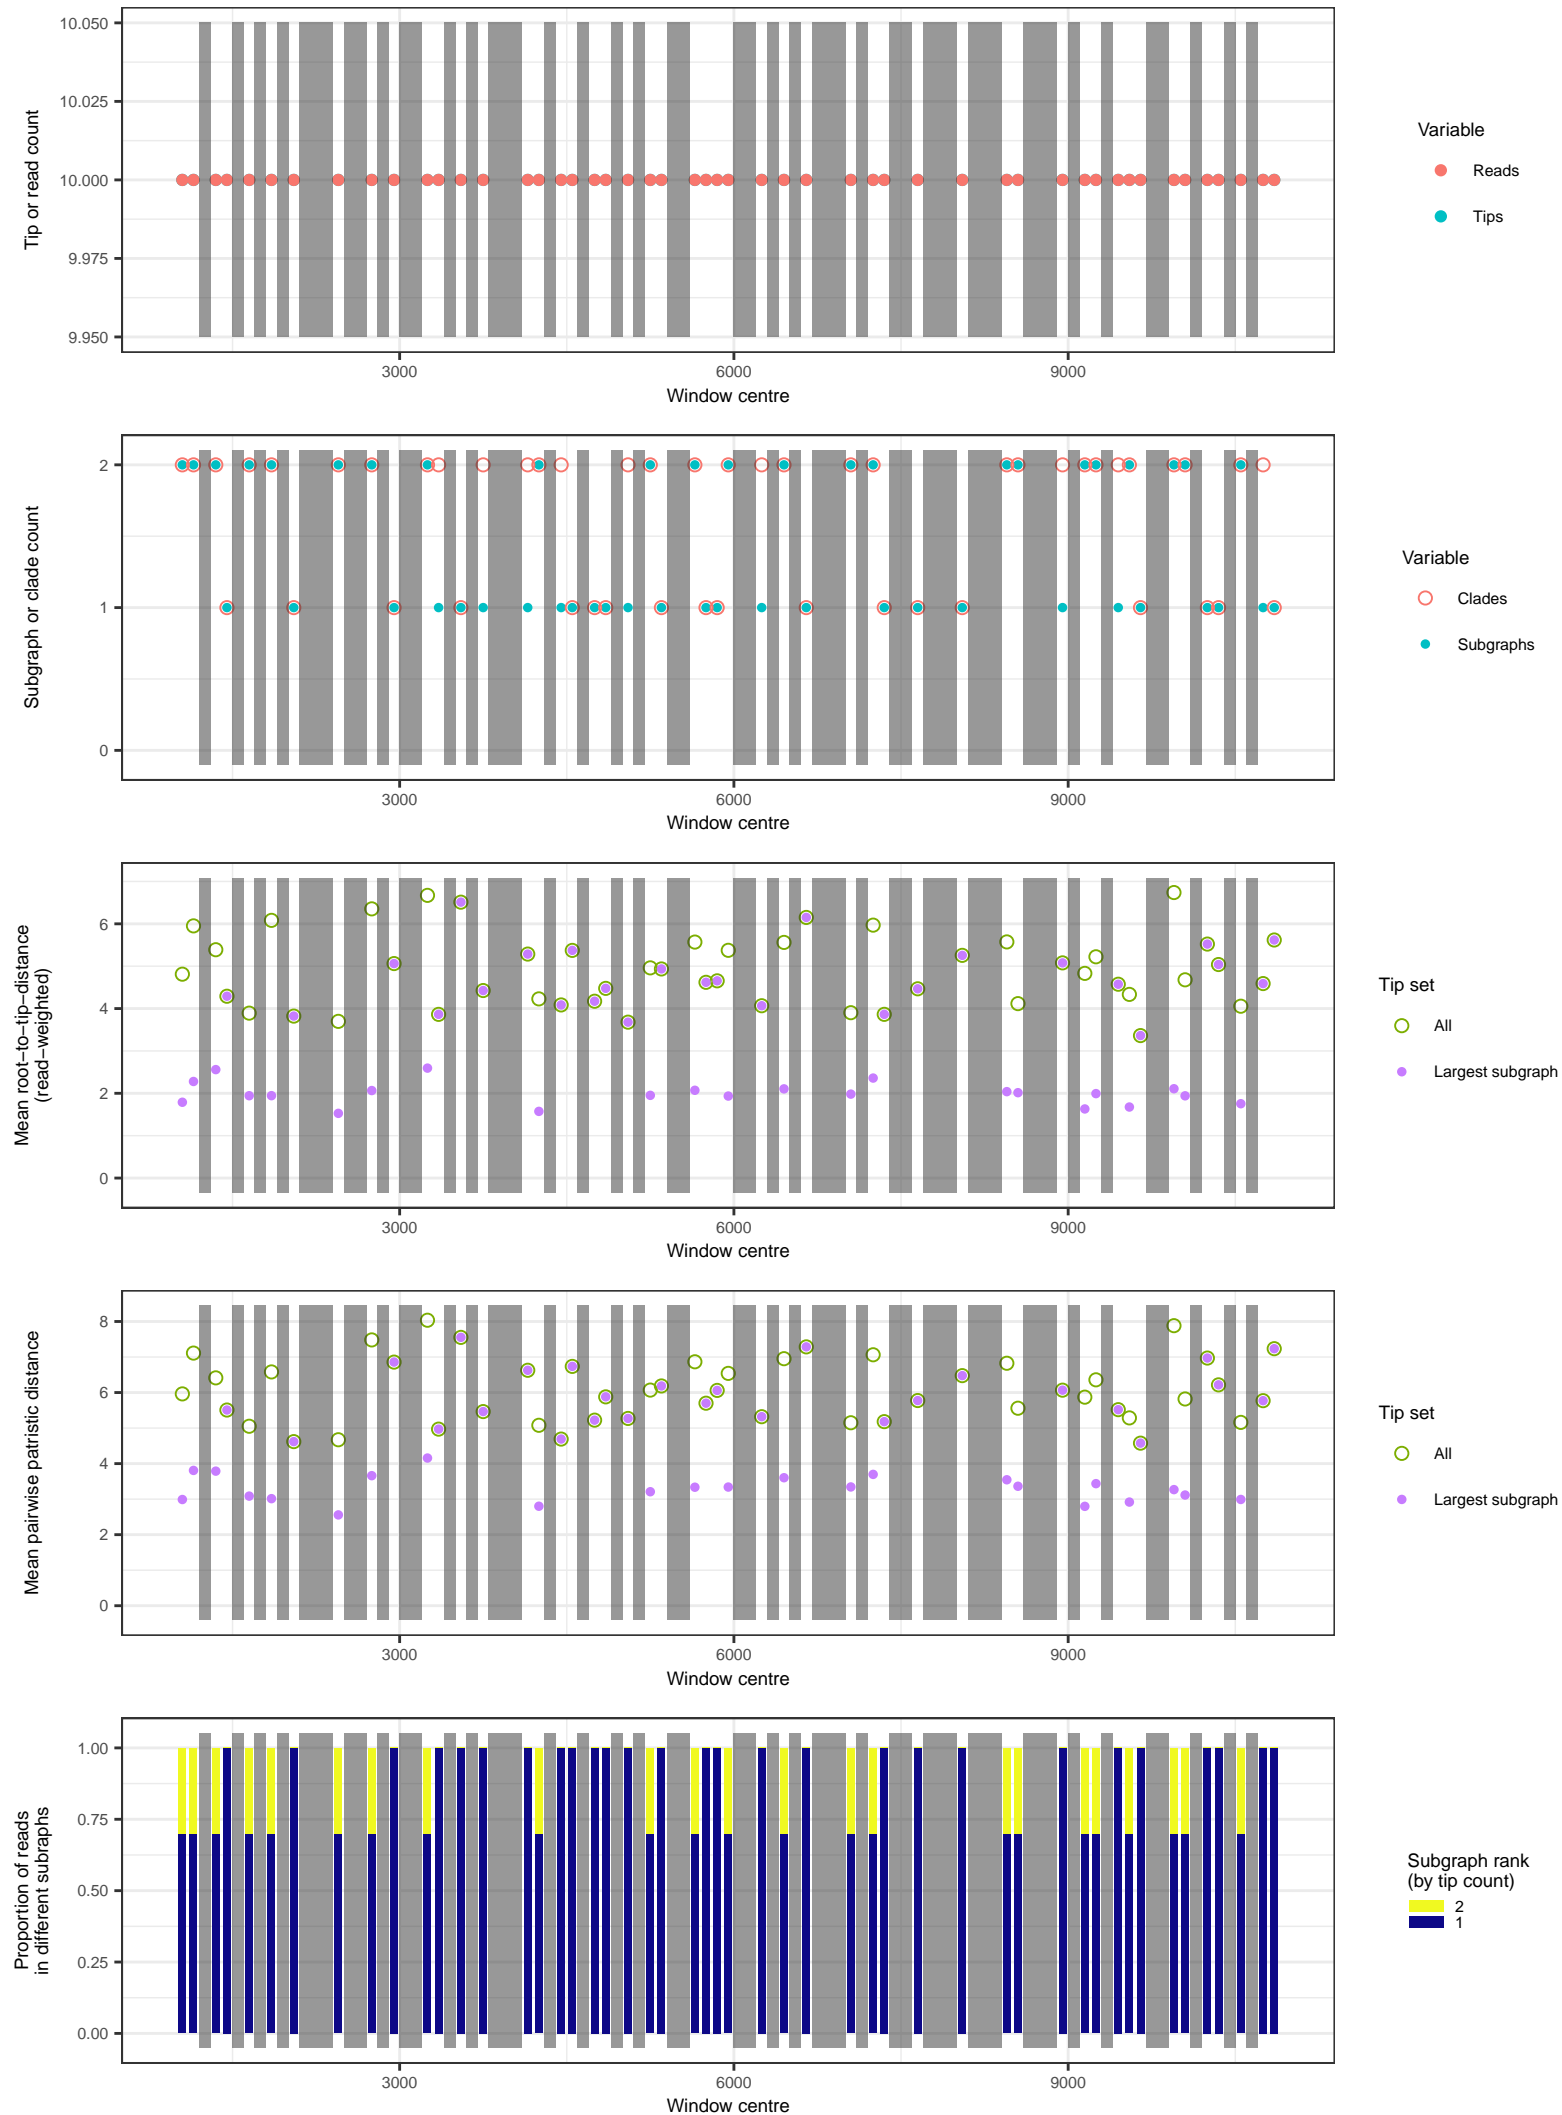 Tip or read count
10.050
10.025
10.000
9.975
9.950
3000
6000
9000
Window centre
Variable
Reads
Tips
Subgraph or clade count
2
1
0
3000
6000
9000
Window centre
Variable
Clades
Subgraphs
Mean root−to−tip−distance
(read−weighted)
6
4
2
0
3000
6000
9000
Window centre
Tip set
All
Largest subgraph
Mean pairwise patristic distance
8
6
4
2
0
3000
6000
9000
Window centre
Tip set
All
Largest subgraph
Proportion of reads
in different subraphs
1.00
0.75
0.50
0.25
0.00
3000
6000
9000
Window centre
Subgraph rank
(by tip count)
2
1